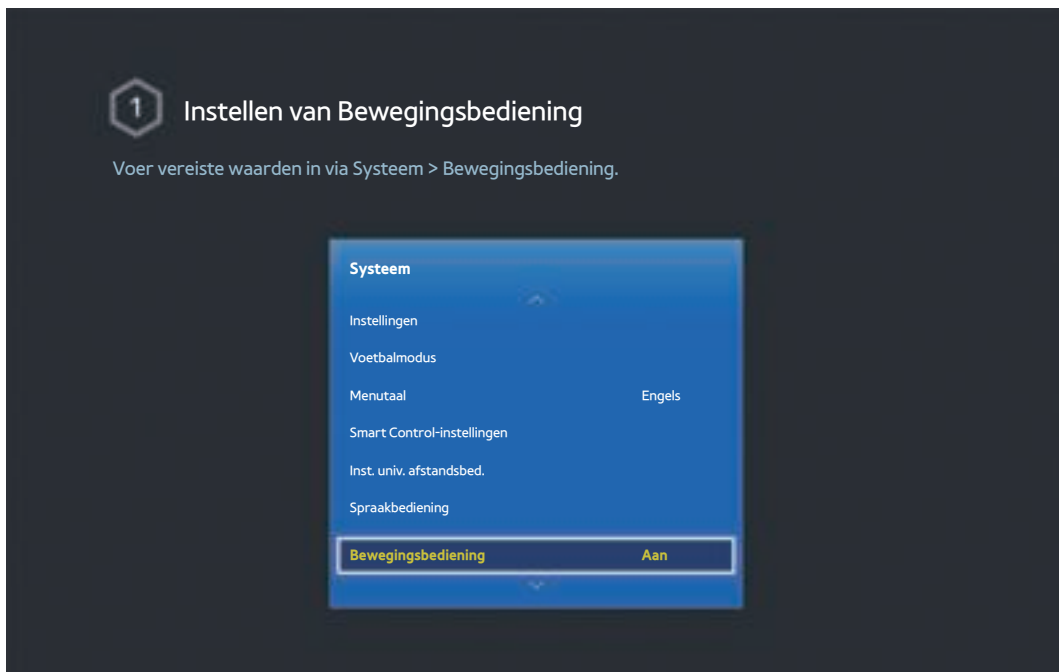 1
Instellen van Bewegingsbediening
Voer vereiste waarden in via Systeem > Bewegingsbediening.
Systeem
Instellingen
Voetbalmodus
Menutaal Engels
Smart Control-instellingen
Inst. univ. afstandsbed.
Spraakbediening
Bewegingsbediening Aan